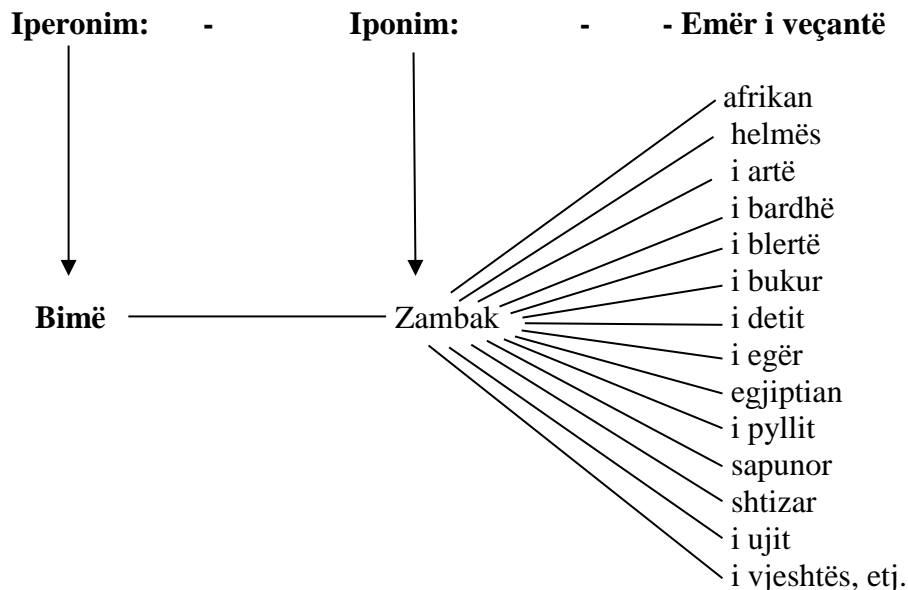 Iperonim: - Iponim: - - Emër i veçantë
afrikan
helmës
i artë
i bardhë
i blertë
i bukur
Bimë Zambak i detit
i egër
egjiptian
i pyllit
sapunor
shtizar
i ujit
i vjeshtës, etj.